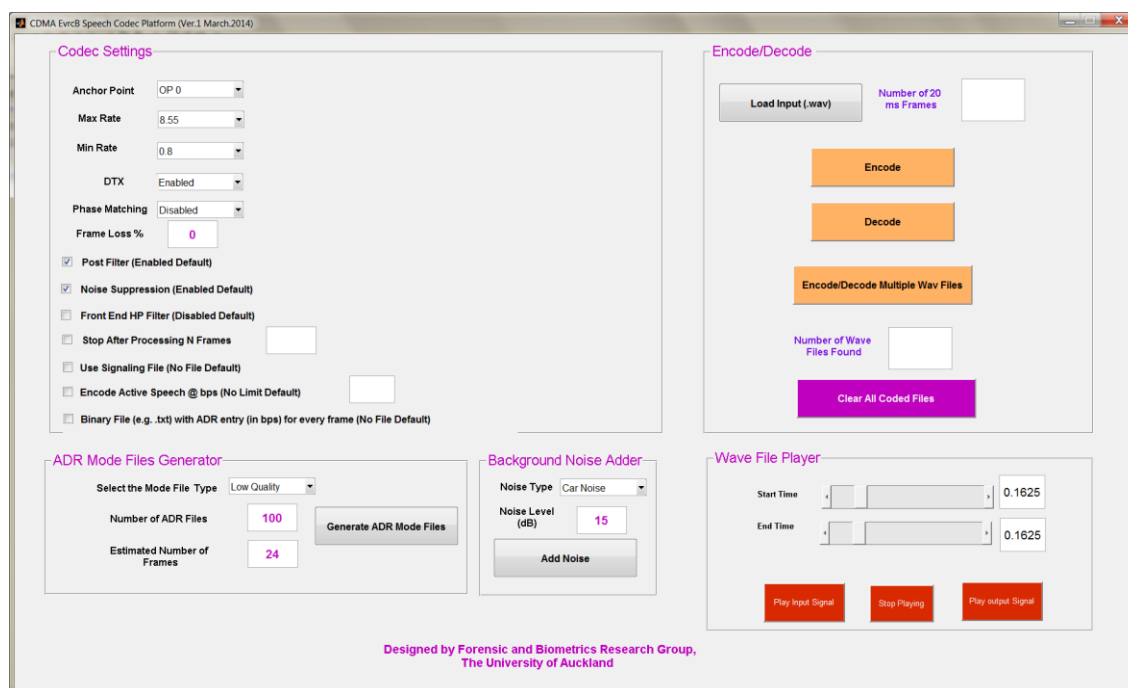 CDMA EvrcB Speech Codec Platform (Ver.1 March.2014)
Codec Settings
Anchor Point OP 0
Max Rate 8.55
Min Rate 0.8
DTX Enabled
Phase Matching Disabled
Frame Loss % 0
Post Filter (Enabled Default)
Noise Suppression (Enabled Default)
Front End HP Filter (Disabled Default)
Stop After Processing N Frames
Use Signaling File (No File Default)
Encode Active Speech @ bps (No Limit Default)
Binary File (e.g. .txt) with ADR entry (in bps) for every frame (No File Default)
Encode/Decode
Load Input (.wav)
Number of 20
ms Frames
Encode
Decode
Encode/Decode Multiple Wav Files
Number of Wave
Files Found
Clear All Coded Files
ADR Mode Files Generator
Select the Mode File Type Low Quality
Number of ADR Files 100
Generate ADR Mode Files
Estimated Number of
Frames
24
Background Noise Adder
Noise Type Car Noise
Noise Level
(dB)
15
Add Noise
Wave File Player
Start Time 0.1625
End Time 0.1625
Play Input Signal
Stop Playing
Play output Signal
Designed by Forensic and Biometrics Research Group,
The University of Auckland